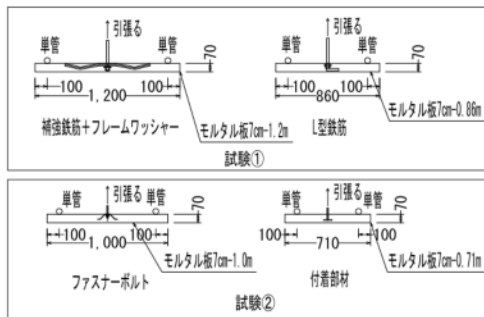 引張る
単管 単管
70
100 100
1,200
補強鉄筋+フレームワッシャー
モルタル板7cm-1.2m
引張る
単管 単管
70
100 100
860
L型鉄筋
モルタル板7cm-0.86m
試験①
引張る
単管 単管
70
100 100
1,000
モルタル板7cm-1.0m
ファスナーボルト
引張る
単管 単管
70
100 100
710
モルタル板7cm-0.71m
付着部材
試験②